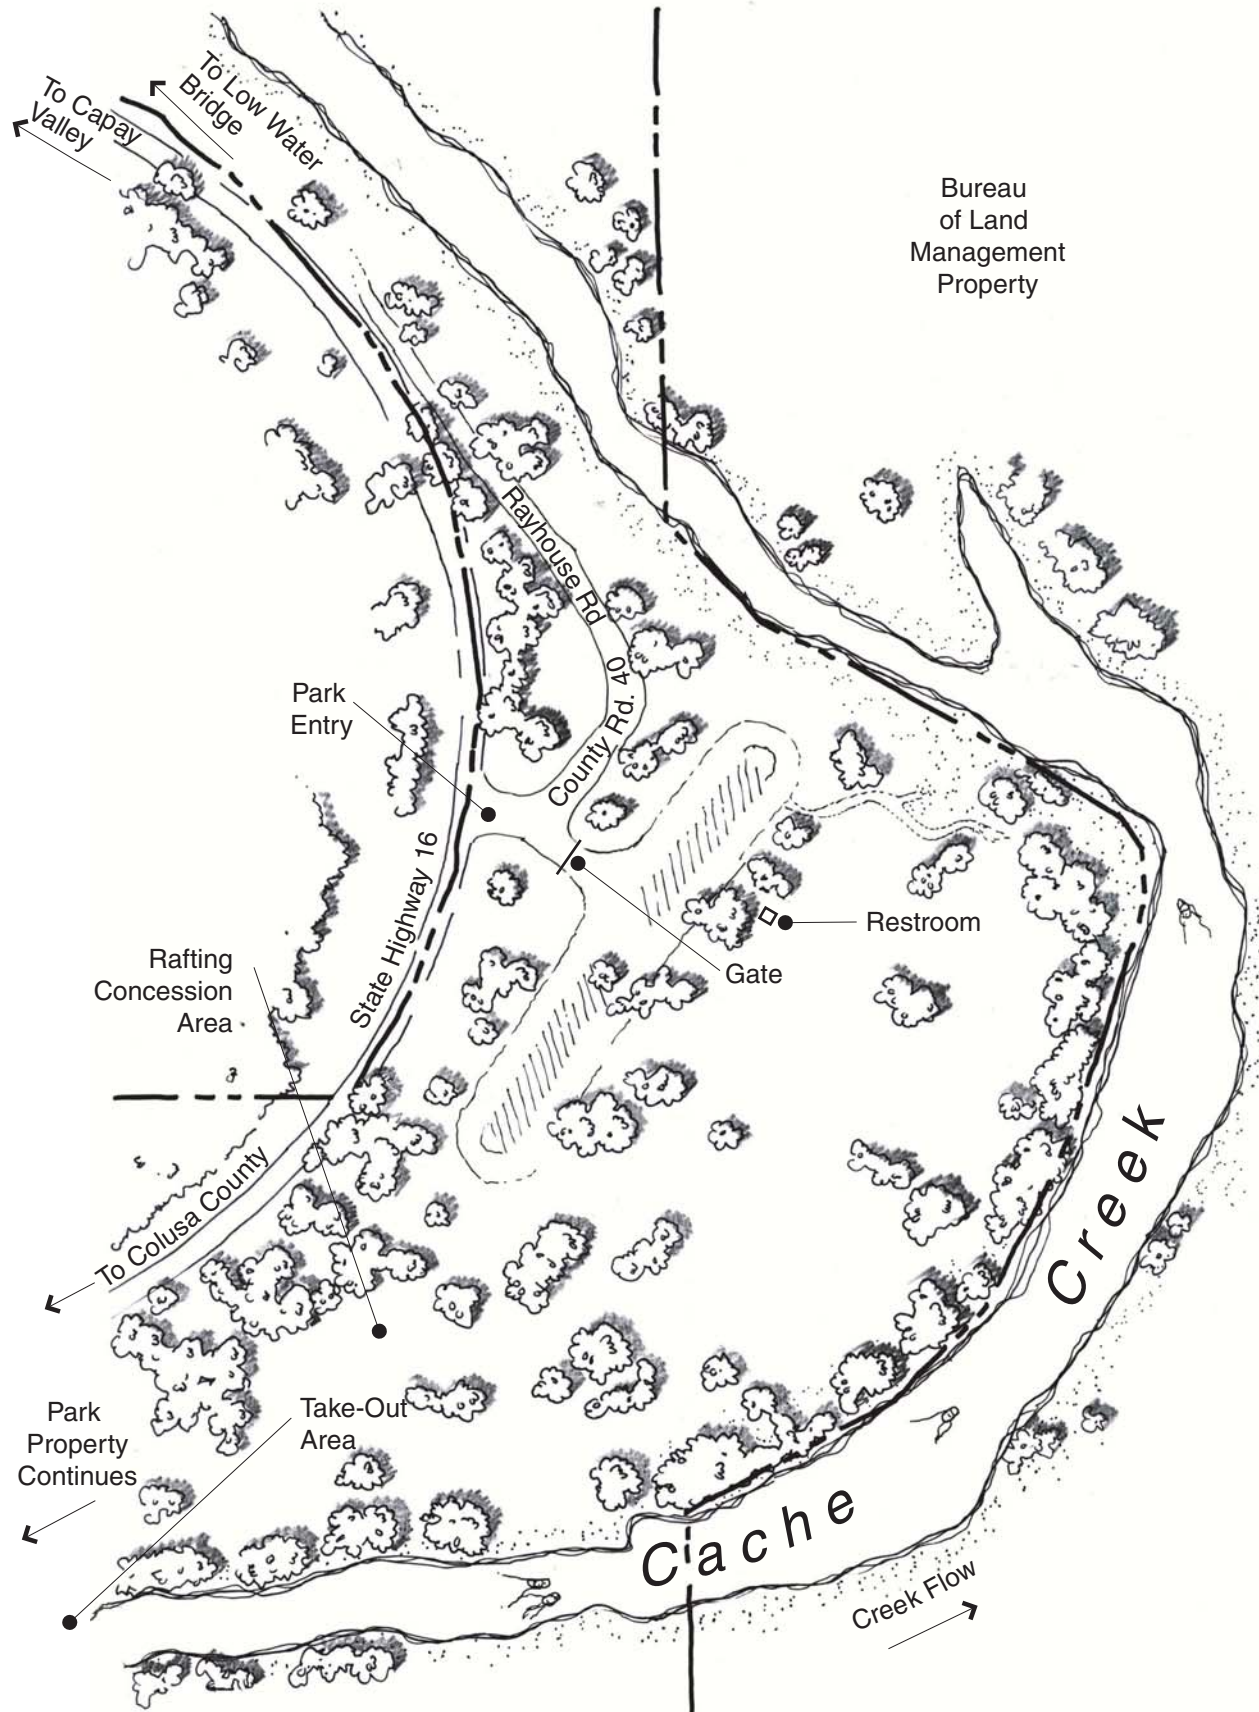 To Low Water
Bridge
To Capay
Valley
Bureau
of Land
Management
Property
Rayhouse Rd
County Rd. 40
Park
Entry
State Highway 16
Restroom
Gate
Rafting
Concession
Area
To Colusa County
Creek
Take-Out
Area
Park
Property
Continues
Cache
Creek Flow